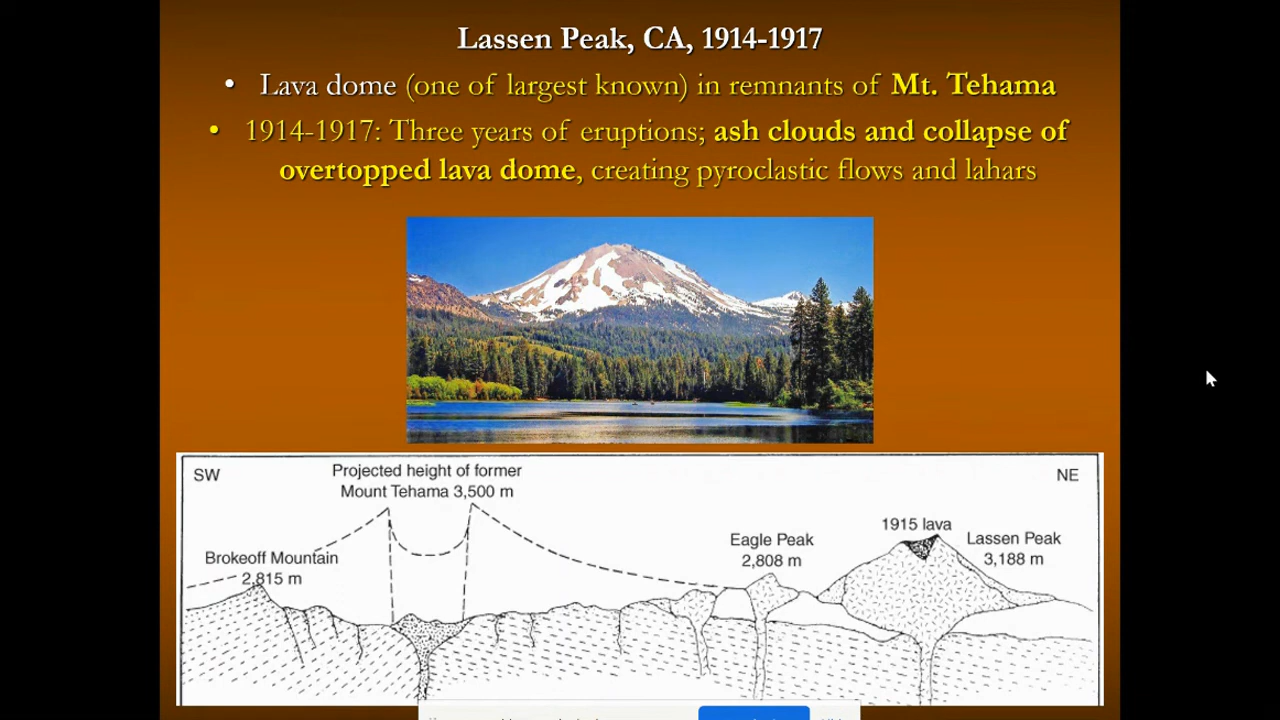 Lassen Peak, CA, 1914-1917
• Lava dome (one of largest known) in remnants of Mt. Tehama
• 1914-1917: Three years of eruptions; ash clouds and collapse of
overtopped lava dome, creating pyroclastic flows and lahars
SW
Projected height of former
Mount Tehama 3,500 m
NE
Brokeoff Mountain
2,815 m
Eagle Peak
2,808 m
1915 lava
Lassen Peak
3,188 m